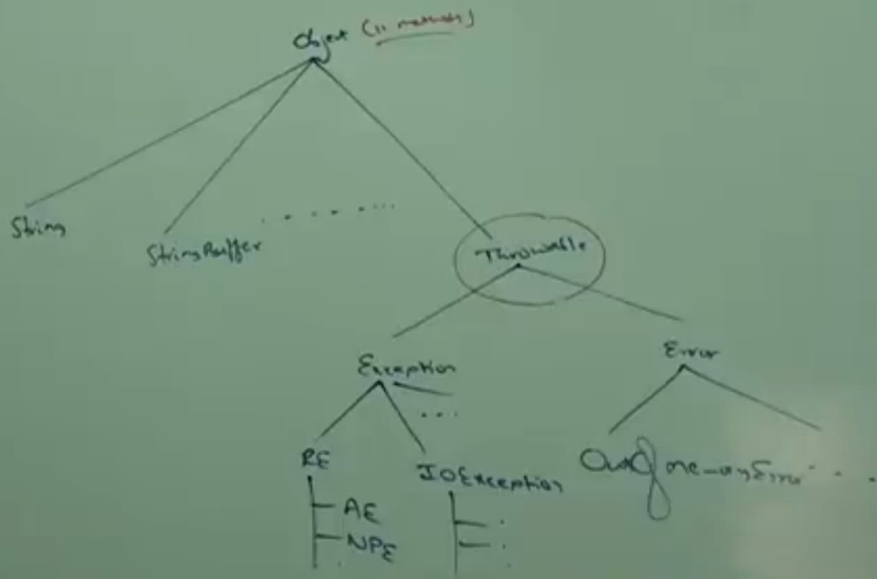 Object (11 methods)
String
StringBuffer ........
Throwable
Exception
Error
...
RE
IOException
OutOfMemoryError ...
AE
NPE